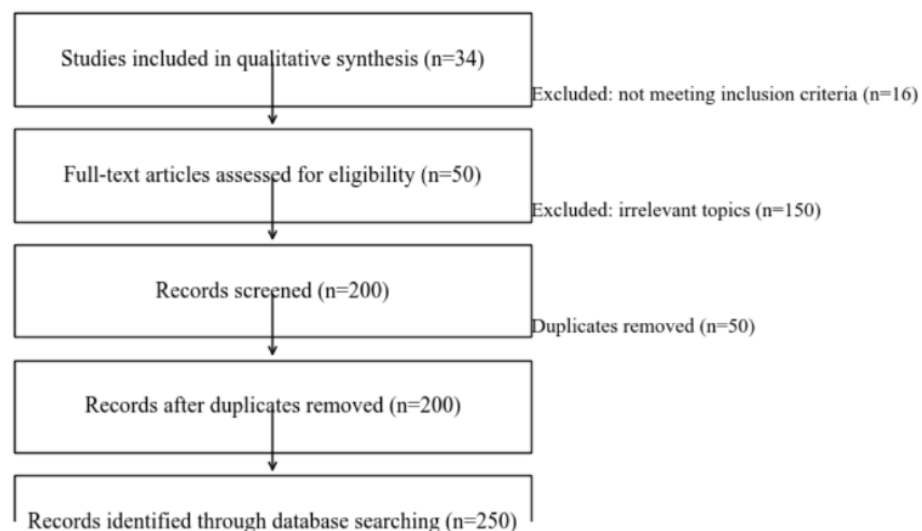 Studies included in qualitative synthesis (n=34)
Excluded: not meeting inclusion criteria (n=16)
Full-text articles assessed for eligibility (n=50)
Excluded: irrelevant topics (n=150)
Records screened (n=200)
Duplicates removed (n=50)
Records after duplicates removed (n=200)
Records identified through database searching (n=250)